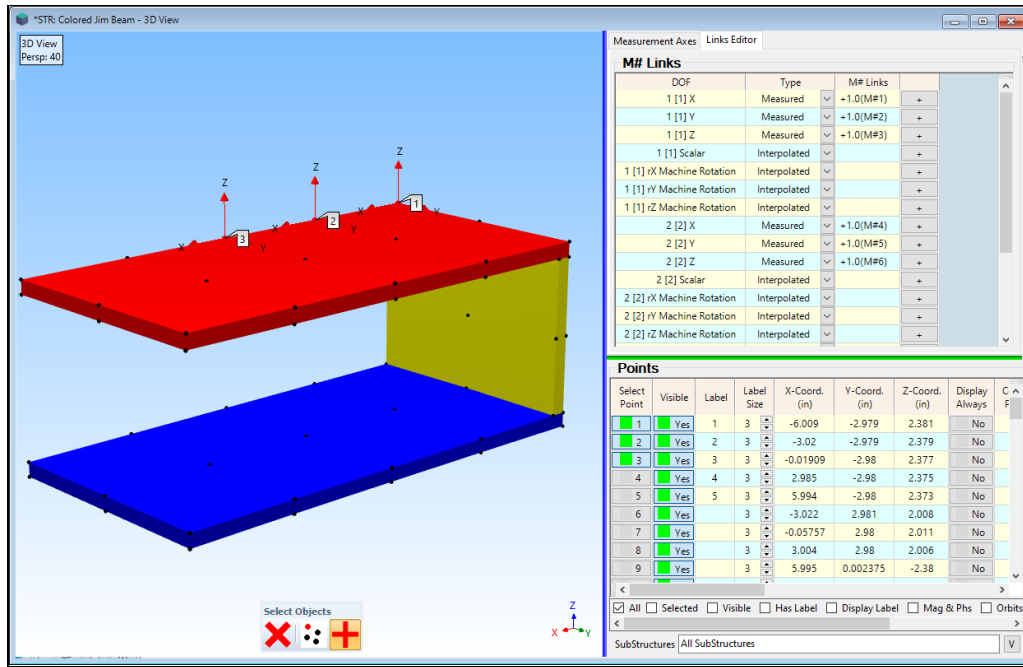 *STR: Colored Jim Beam - 3D View
3D View
Persp: 40
Z
Z
Z
X
1
Y
X
2
Y
X
3
Y
Select Objects
Z
X
Y
Measurement Axes Links Editor
M# Links
DOF Type M# Links
1 [1] X Measured +1.0(M#1) +
1 [1] Y Measured +1.0(M#2) +
1 [1] Z Measured +1.0(M#3) +
1 [1] Scalar Interpolated +
1 [1] rX Machine Rotation Interpolated +
1 [1] rY Machine Rotation Interpolated +
1 [1] rZ Machine Rotation Interpolated +
2 [2] X Measured +1.0(M#4) +
2 [2] Y Measured +1.0(M#5) +
2 [2] Z Measured +1.0(M#6) +
2 [2] Scalar Interpolated +
2 [2] rX Machine Rotation Interpolated +
2 [2] rY Machine Rotation Interpolated +
2 [2] rZ Machine Rotation Interpolated +
Points
Select Point Visible Label Label Size X-Coord. (in) Y-Coord. (in) Z-Coord. (in) Display Always
1 Yes 1 3 -6.009 -2.979 2.381 No
2 Yes 2 3 -3.02 -2.979 2.379 No
3 Yes 3 3 -0.01909 -2.98 2.377 No
4 Yes 4 3 2.985 -2.98 2.375 No
5 Yes 5 3 5.994 -2.98 2.373 No
6 Yes 3 -3.022 2.981 2.008 No
7 Yes 3 -0.05757 2.98 2.011 No
8 Yes 3 3.004 2.98 2.006 No
9 Yes 3 5.995 0.002375 -2.38 No
All Selected Visible Has Label Display Label Mag & Phs Orbits
SubStructures All SubStructures V